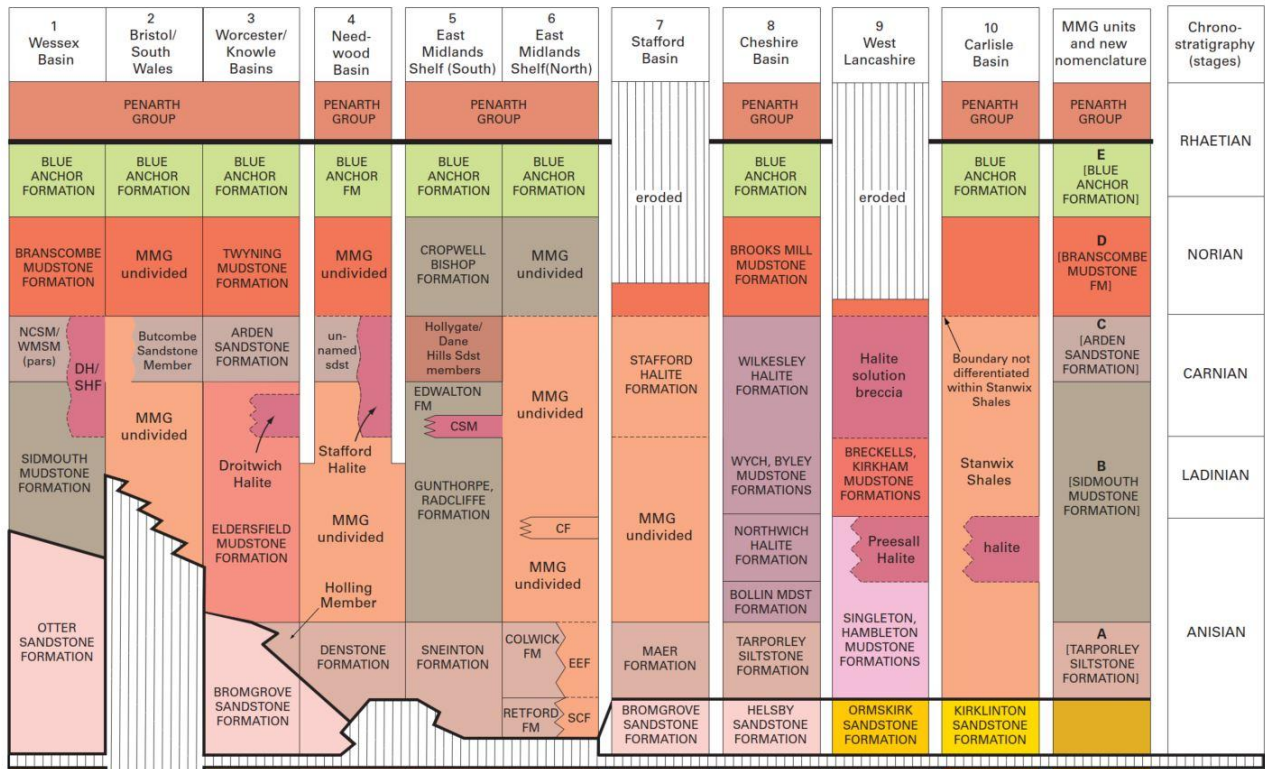 1
Wessex
Basin
2
Bristol/
South
Wales
3
Worcester/
Knowle
Basins
4
Need-
wood
Basin
5
East
Midlands
Shelf (South)
6
East
Midlands
Shelf(North)
7
Stafford
Basin
8
Cheshire
Basin
9
West
Lancashire
10
Carlisle
Basin
MMG units
and new
nomenclature
Chrono-
stratigraphy
(stages)
PENARTH
GROUP
PENARTH
GROUP
PENARTH
GROUP
PENARTH
GROUP
PENARTH
GROUP
PENARTH
GROUP
RHAETIAN
BLUE
ANCHOR
FORMATION
BLUE
ANCHOR
FORMATION
BLUE
ANCHOR
FORMATION
BLUE
ANCHOR
FM
BLUE
ANCHOR
FORMATION
BLUE
ANCHOR
FORMATION
eroded
BLUE
ANCHOR
FORMATION
eroded
BLUE
ANCHOR
FORMATION
E
[BLUE
ANCHOR
FORMATION]
BRANSCOMBE
MUDSTONE
FORMATION
MMG
undivided
TWYNING
MUDSTONE
FORMATION
MMG
undivided
CROPWELL
BISHOP
FORMATION
MMG
undivided
BROOKS MILL
MUDSTONE
FORMATION
D
[BRANSCOMBE
MUDSTONE
FM]
NORIAN
NCSM/
WMSM
(pars)
DH/
SHF
Butcombe
Sandstone
Member
ARDEN
SANDSTONE
FORMATION
un-
named
sdst
Hollygate/
Dane
Hills Sdst
members
STAFFORD
HALITE
FORMATION
WILKESLEY
HALITE
FORMATION
Halite
solution
breccia
Boundary not
differentiated
within Stanwix
Shales
C
[ARDEN
SANDSTONE
FORMATION]
CARNIAN
MMG
undivided
EDWALTON
FM
CSM
MMG
undivided
SIDMOUTH
MUDSTONE
FORMATION
Droitwich
Halite
Stafford
Halite
GUNTHORPE,
RADCLIFFE
FORMATION
WYCH, BYLEY
MUDSTONE
FORMATIONS
BRECKELLS,
KIRKHAM
MUDSTONE
FORMATIONS
Stanwix
Shales
B
[SIDMOUTH
MUDSTONE
FORMATION]
LADINIAN
ELDERSFIELD
MUDSTONE
FORMATION
MMG
undivided
CF
MMG
undivided
MMG
undivided
NORTHWICH
HALITE
FORMATION
Preesall
Halite
halite
Holling
Member
BOLLIN MDST
FORMATION
OTTER
SANDSTONE
FORMATION
BROMGROVE
SANDSTONE
FORMATION
DENSTONE
FORMATION
SNEINTON
FORMATION
COLWICK
FM
EEF
MAER
FORMATION
TARPORLEY
SILTSTONE
FORMATION
SINGLETON,
HAMBLETON
MUDSTONE
FORMATIONS
A
[TARPORLEY
SILTSTONE
FORMATION]
ANISIAN
RETFORD
FM
SCF
BROMGROVE
SANDSTONE
FORMATION
HELSBY
SANDSTONE
FORMATION
ORMSKIRK
SANDSTONE
FORMATION
KIRKLINTON
SANDSTONE
FORMATION